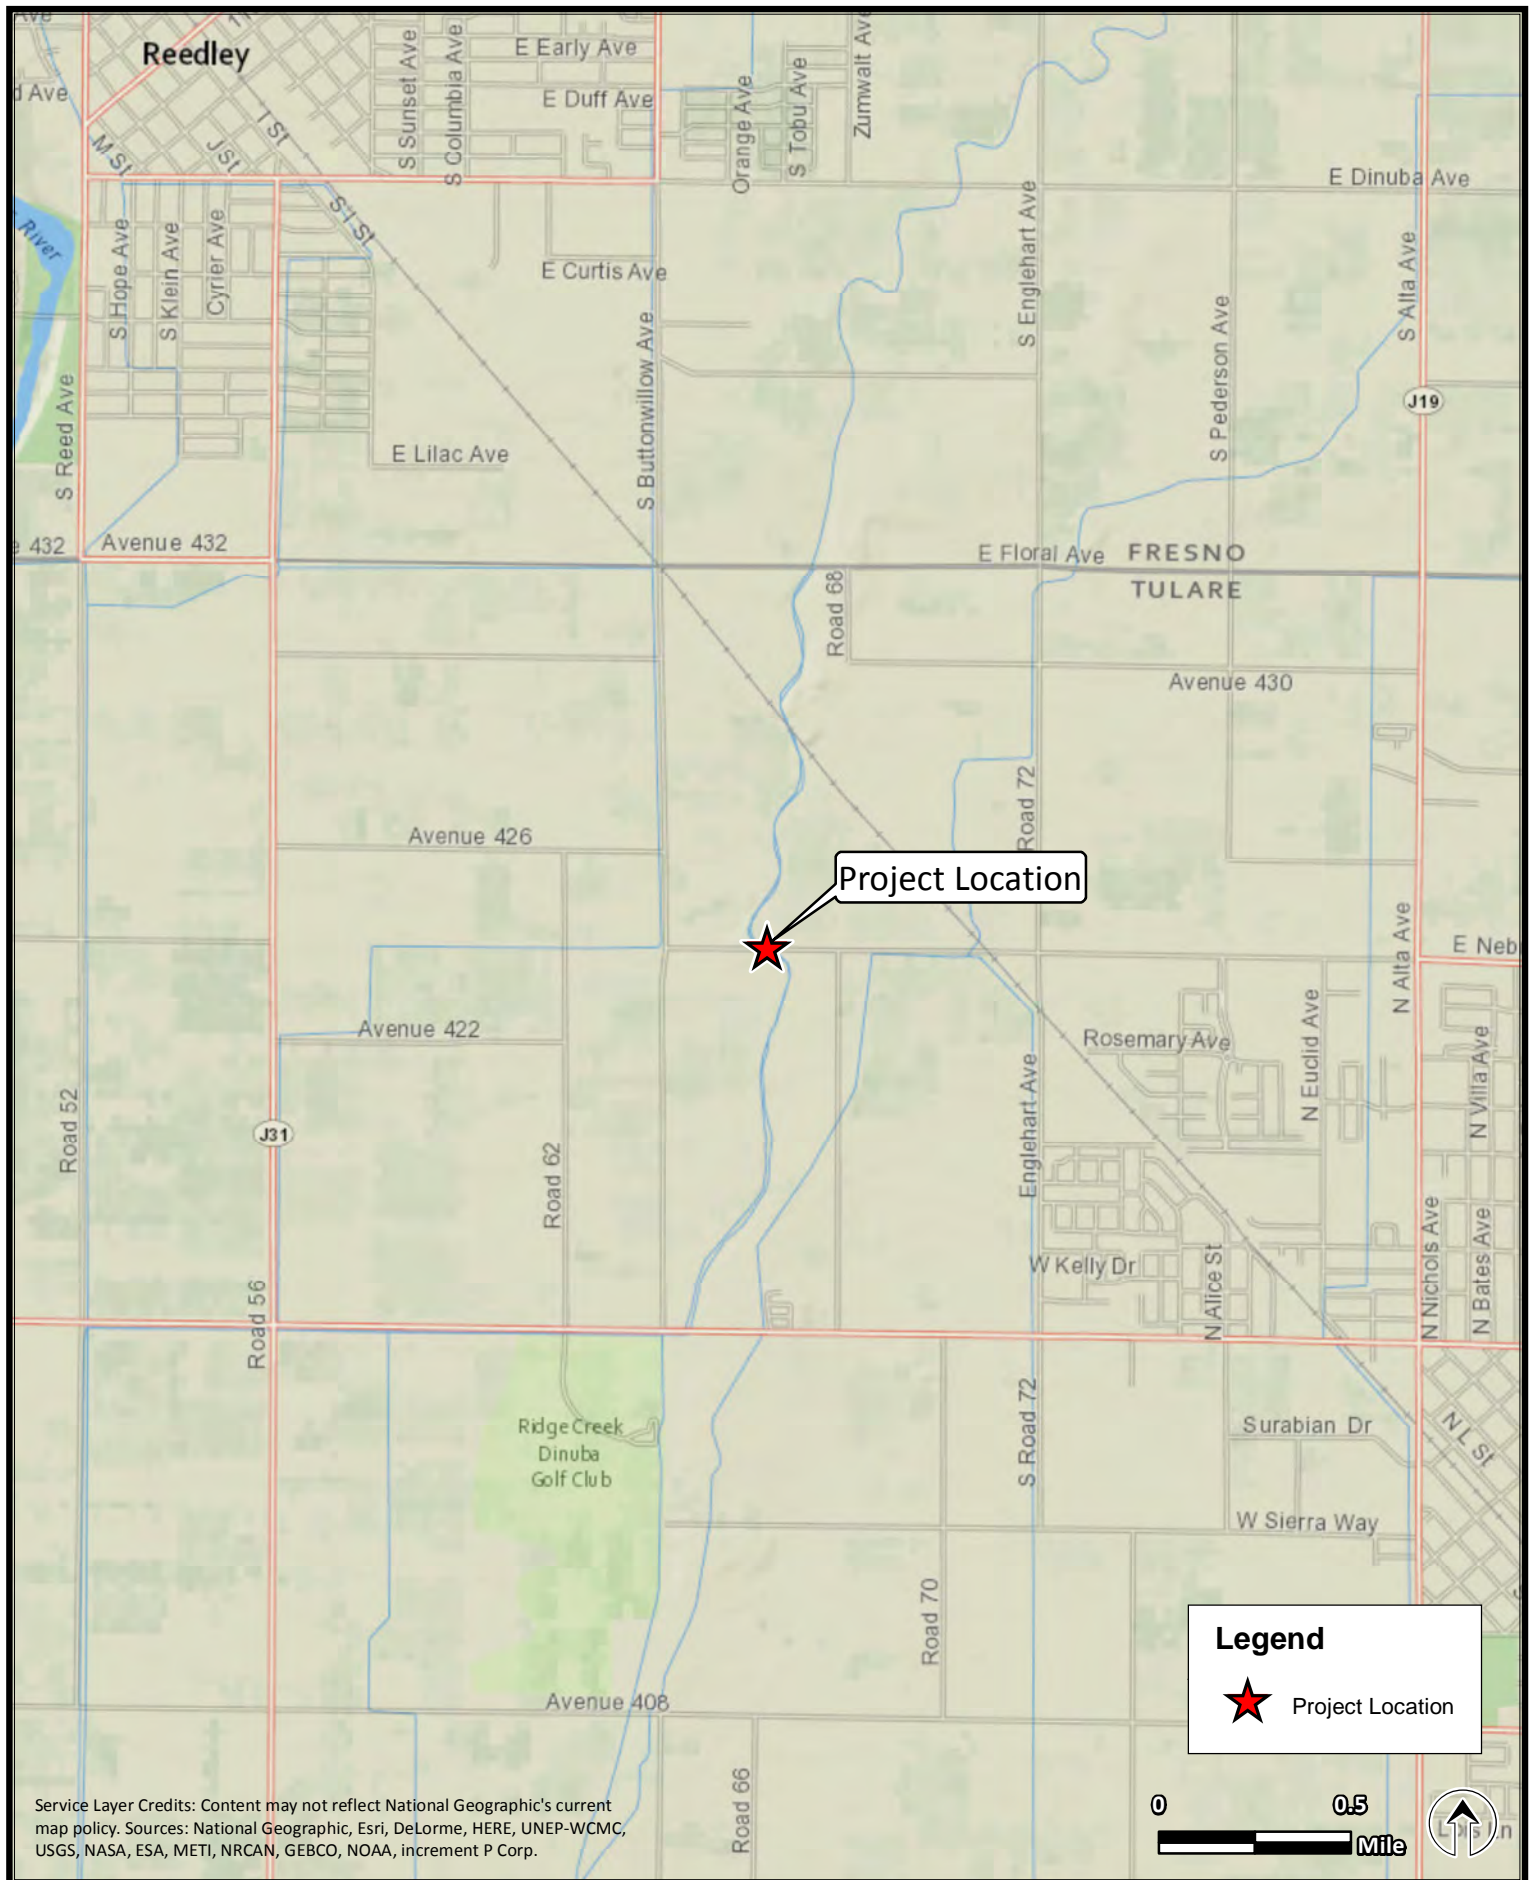 Ave
Reedley
E Early Ave
d Ave
E Duff Ave
S Sunset Ave
S Columbia Ave
Orange Ave
S Tobu Ave
Zumwalt Ave
I St
M St
J St
E Dinuba Ave
S I St
River
S Hope Ave
S Klein Ave
Cyrier Ave
E Curtis Ave
S Englehart Ave
S Alta Ave
S Buttonwillow Ave
S Pederson Ave
J19
S Reed Ave
E Lilac Ave
e 432
Avenue 432
E Floral Ave
FRESNO
TULARE
Road 68
Avenue 430
Road 72
Avenue 426
Project Location
N Alta Ave
E Neb
Avenue 422
Rosemary Ave
N Euclid Ave
N Villa Ave
Road 52
J31
Road 62
Englehart Ave
W Kelly Dr
N Alice St
N Nichols Ave
N Bates Ave
Road 56
Ridge Creek
Dinuba
Golf Club
S Road 72
Surabian Dr
N L St
W Sierra Way
Road 70
Avenue 408
Road 66
Legend
Project Location
0 0.5
Mile
Lois Ln
Service Layer Credits: Content may not reflect National Geographic's current
map policy. Sources: National Geographic, Esri, DeLorme, HERE, UNEP-WCMC,
USGS, NASA, ESA, METI, NRCAN, GEBCO, NOAA, increment P Corp.